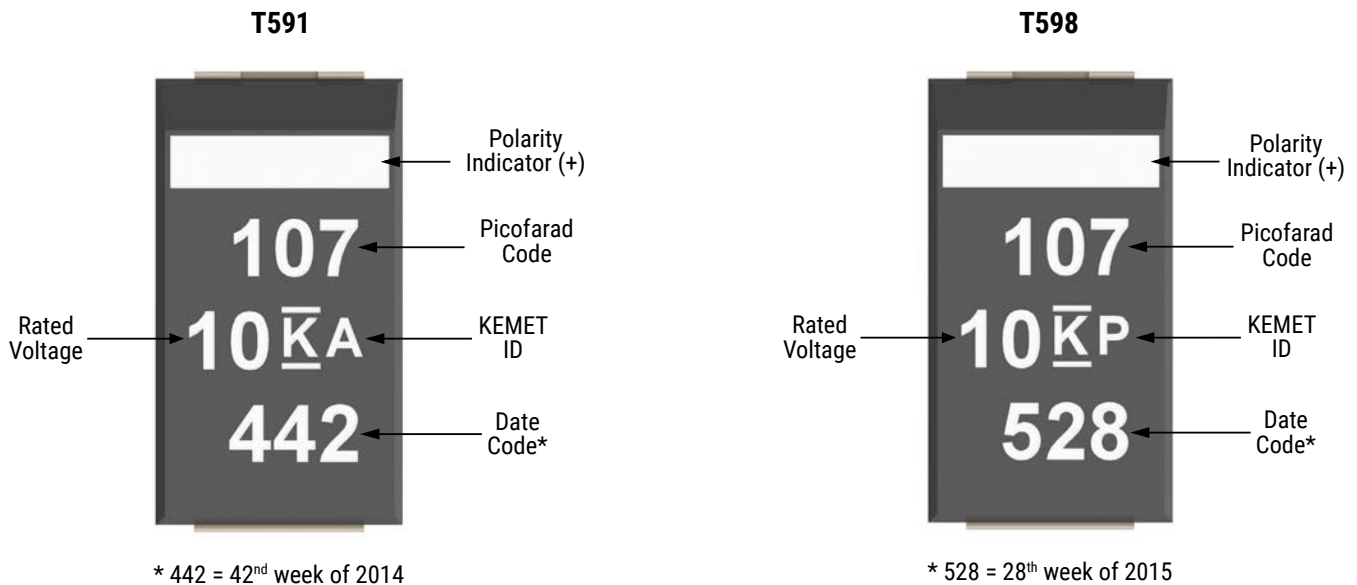 T591
Polarity
Indicator (+)
107
Picofarad
Code
Rated
Voltage
10 K A
KEMET
ID
442
Date
Code*
* 442 = 42nd week of 2014
T598
Polarity
Indicator (+)
107
Picofarad
Code
Rated
Voltage
10 K P
KEMET
ID
528
Date
Code*
* 528 = 28th week of 2015